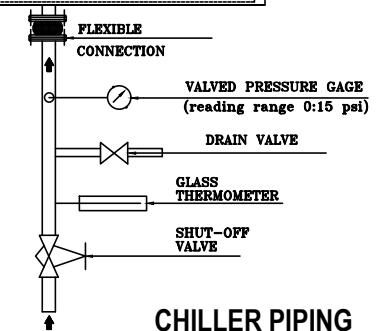 FLEXIBLE
CONNECTION
VALVED PRESSURE GAGE
(reading range 0:15 psi)
DRAIN VALVE
GLASS
THERMOMETER
SHUT-OFF
VALVE
CHILLER PIPING